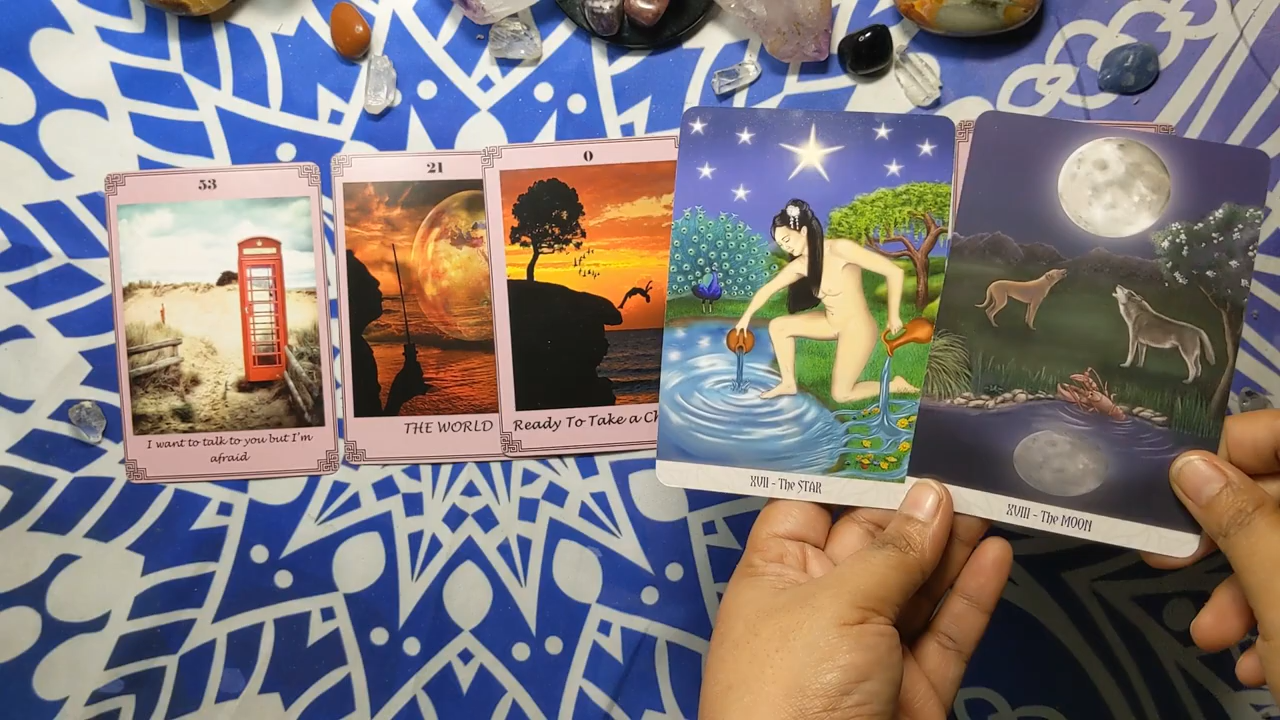 53
I want to talk to you but I'm
afraid
21
THE WORLD
0
Ready To Take a
XVII - The STAR
XVIII - The MOON